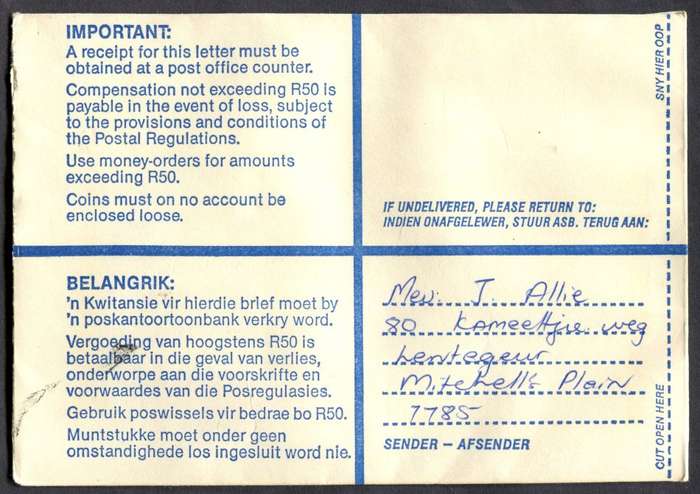 IMPORTANT:
A receipt for this letter must be
obtained at a post office counter.
Compensation not exceeding R50 is
payable in the event of loss, subject
to the provisions and conditions of
the Postal Regulations.
Use money-orders for amounts
exceeding R50.
Coins must on no account be
enclosed loose.
IF UNDELIVERED, PLEASE RETURN TO:
INDIEN ONAFGELEWER, STUUR ASB. TERUG AAN:
SNY HIER OOP
BELANGRIK:
'n Kwitansie vir hierdie brief moet by
'n poskantoortoonbank verkry word.
Vergoeding van hoogstens R50 is
betaalbaar in die geval van verlies,
onderworpe aan die voorskrifte en
voorwaardes van die Posregulasies.
Gebruik poswissels vir bedrae bo R50.
Muntstukke moet onder geen
omstandighede los ingesluit word nie.
Mev. J. Allie
80 Kameeltjie weg
Lentegeur
Mitchell's Plain
7785
SENDER – AFSENDER
CUT OPEN HERE